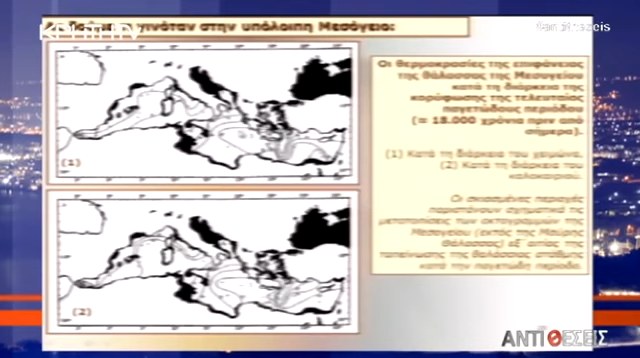 γινόταν στην υπόλοιπη Μεσόγειο:
ΚΡΗΤΗ TV
Οι θερμοκρασίες της επιφάνειας
της θάλασσας της Μεσογείου
κατά τη διάρκεια της
κορύφωσης της τελευταίας
παγετώδους περιόδου
(≈ 18.000 χρόνια πριν από
σήμερα).
(1) Κατά τη διάρκεια του χειμώνα,
(2) Κατά τη διάρκεια του
καλοκαιριού.
Οι σκιασμένες περιοχές
παριστάνουν σχηματικά τις
μετατοπίσεις των ακτογραμμών της
Μεσογείου (εκτός της Μαύρης
Θάλασσας) εξ' αιτίας της
ταπείνωσης της θαλάσσιας στάθμης
κατά την παγετώδη περίοδο.
(1)
(2)
ΑΝΤΙΘΕΣΕΙΣ